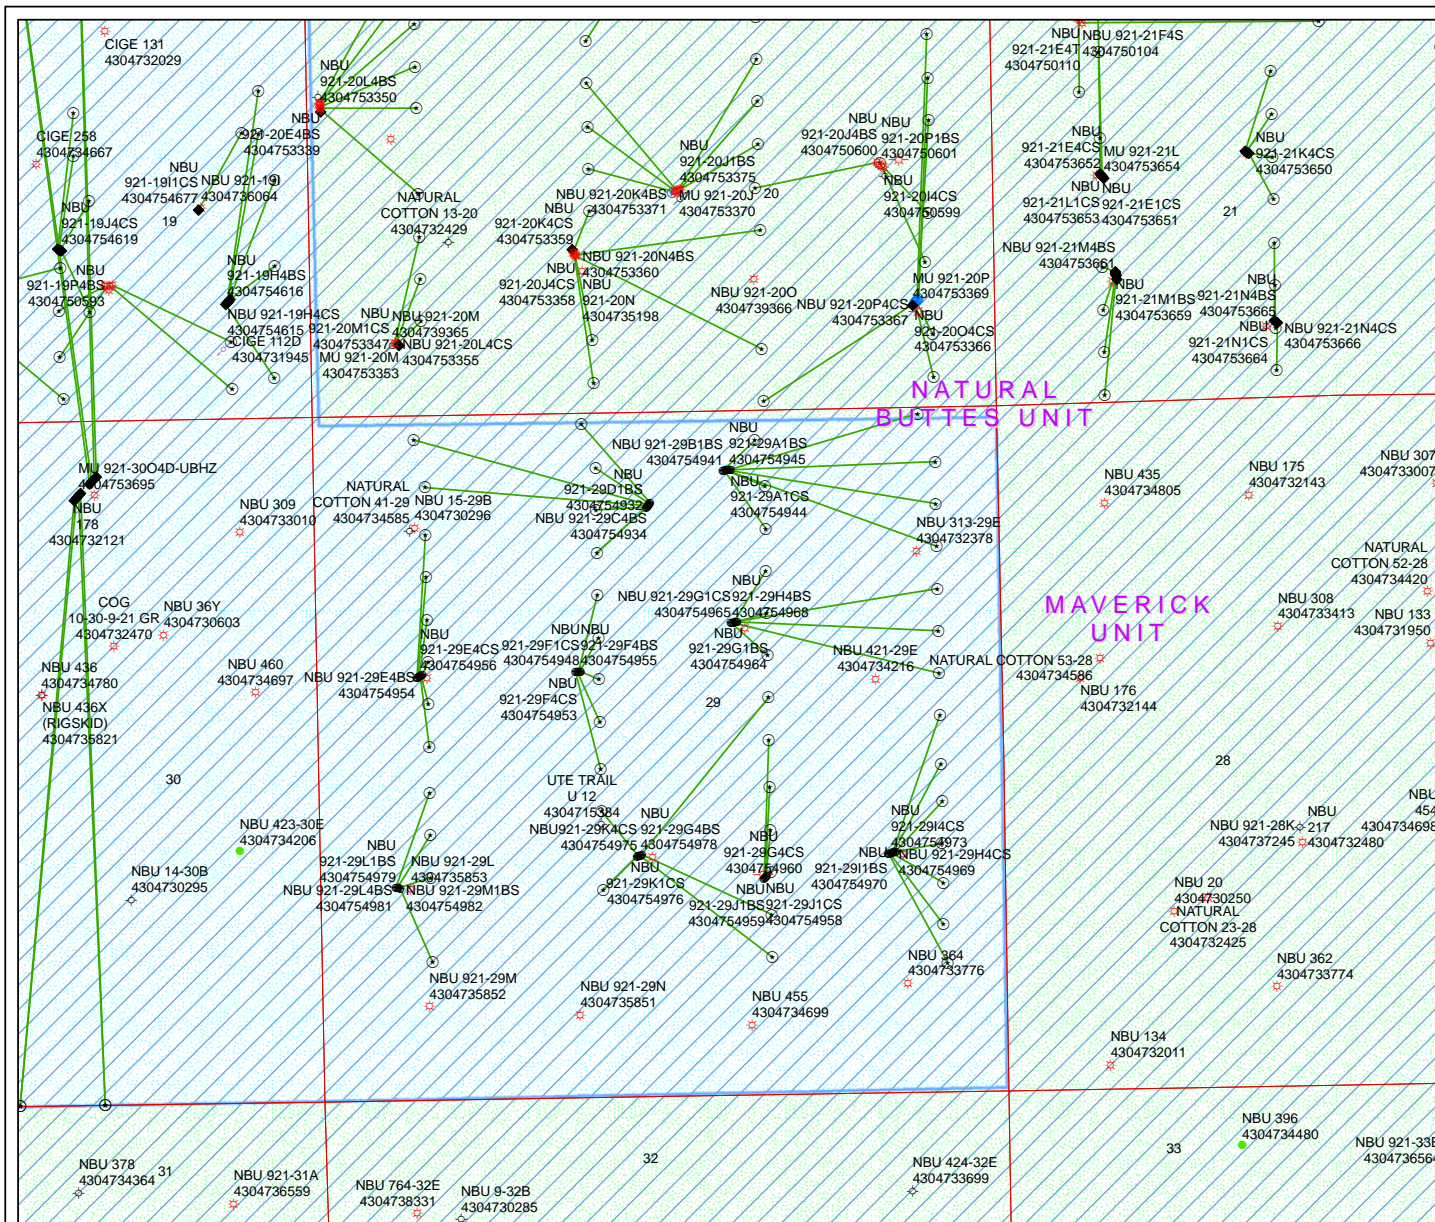 CIGE 131
4304732029
NBU
921-20L4BS
4304753350
NBU
921-20E4BS
4304753339
CIGE 258
4304734667
NBU
921-19I1CS
4304754677
NBU 921-19I
4304736064
19
NBU
921-19J4CS
4304754619
NBU
921-19P4BS
4304750593
NBU
921-19H4BS
4304754616
NBU 921-19H4CS
4304754615
CIGE 112D
4304731945
NATURAL
COTTON 13-20
4304732429
NBU 921-20M
4304739365
921-20M1CS
4304753347
NBU 921-20L4CS
4304753355
MU 921-20M
4304753353
NBU
921-20J1BS
4304753375
NBU 921-20K4BS
4304753371
MU 921-20J
4304753370
20
NBU
921-20K4CS
4304753359
NBU 921-20N4BS
4304753360
NBU
921-20J4CS
4304753358
NBU
921-20N
4304735198
NBU
921-20J4BS
4304750600
NBU
921-20P1BS
4304750601
NBU
921-20I4CS
4304750599
NBU 921-20O
4304739366
MU 921-20P
4304753369
NBU 921-20P4CS
4304753367
NBU
921-20O4CS
4304753366
NBU
921-21E4T
4304750110
NBU 921-21F4S
4304750104
NBU
921-21E4CS
4304753652
MU 921-21L
4304753654
NBU
921-21L1CS
4304753653
NBU
921-21E1CS
4304753651
NBU
921-21K4CS
4304753650
21
NBU 921-21M4BS
4304753661
NBU
921-21M1BS
4304753659
NBU
921-21N4BS
4304753665
NBU
921-21N1CS
4304753664
NBU 921-21N4CS
4304753666
NATURAL
BUTTES UNIT
MU 921-30O4D-UBHZ
4304753695
NBU
178
4304732121
NBU 309
4304733010
NATURAL
COTTON 41-29
4304734585
NBU 15-29B
4304730296
NBU
921-29D1BS
4304754932
NBU 921-29C4BS
4304754934
NBU 921-29B1BS
4304754941
NBU
921-29A1BS
4304754945
NBU
921-29A1CS
4304754944
NBU 313-29E
4304732378
NBU 435
4304734805
NBU 175
4304732143
NBU 307
4304733007
NATURAL
COTTON 52-28
4304734420
NBU 308
4304733413
NBU 133
4304731950
MAVERICK
UNIT
COG
10-30-9-21 GR
4304732470
NBU 36Y
4304730603
NBU 436
4304734780
NBU 436X
(RIGSKID)
4304735821
NBU 460
4304734697
NBU
921-29E4CS
4304754956
NBU 921-29E4BS
4304754954
NBU
921-29F1CS
4304754948
NBU
921-29F4BS
4304754955
NBU
921-29F4CS
4304754953
NBU 921-29G1CS
4304754965
NBU
921-29H4BS
4304754968
NBU
921-29G1BS
4304754964
NBU 421-29E
4304734216
NATURAL COTTON 53-28
4304734586
NBU 176
4304732144
29
30
28
NBU 423-30E
4304734206
NBU 14-30B
4304730295
NBU
921-29L1BS
4304754979
NBU 921-29L
4304735853
NBU 921-29L4BS
4304754981
NBU 921-29M1BS
4304754982
UTE TRAIL
U 12
4304715384
NBU921-29K4CS
4304754975
NBU
921-29G4BS
4304754978
NBU
921-29K1CS
4304754976
NBU
921-29G4CS
4304754960
NBU
921-29J1BS
4304754959
NBU
921-29J1CS
4304754958
NBU
921-29I4CS
4304754973
NBU
921-29I1BS
4304754970
NBU 921-29H4CS
4304754969
NBU 921-28K
4304737245
NBU
217
4304732480
NBU
454
4304734698
NBU 20
4304730250
NATURAL
COTTON 23-28
4304732425
NBU 362
4304733774
NBU 364
4304733776
NBU 921-29M
4304735852
NBU 921-29N
4304735851
NBU 455
4304734699
NBU 134
4304732011
NBU 396
4304734480
NBU 921-33B
4304736564
33
32
31
NBU 378
4304734364
NBU 921-31A
4304736559
NBU 764-32E
4304738331
NBU 9-32B
4304730285
NBU 424-32E
4304733699